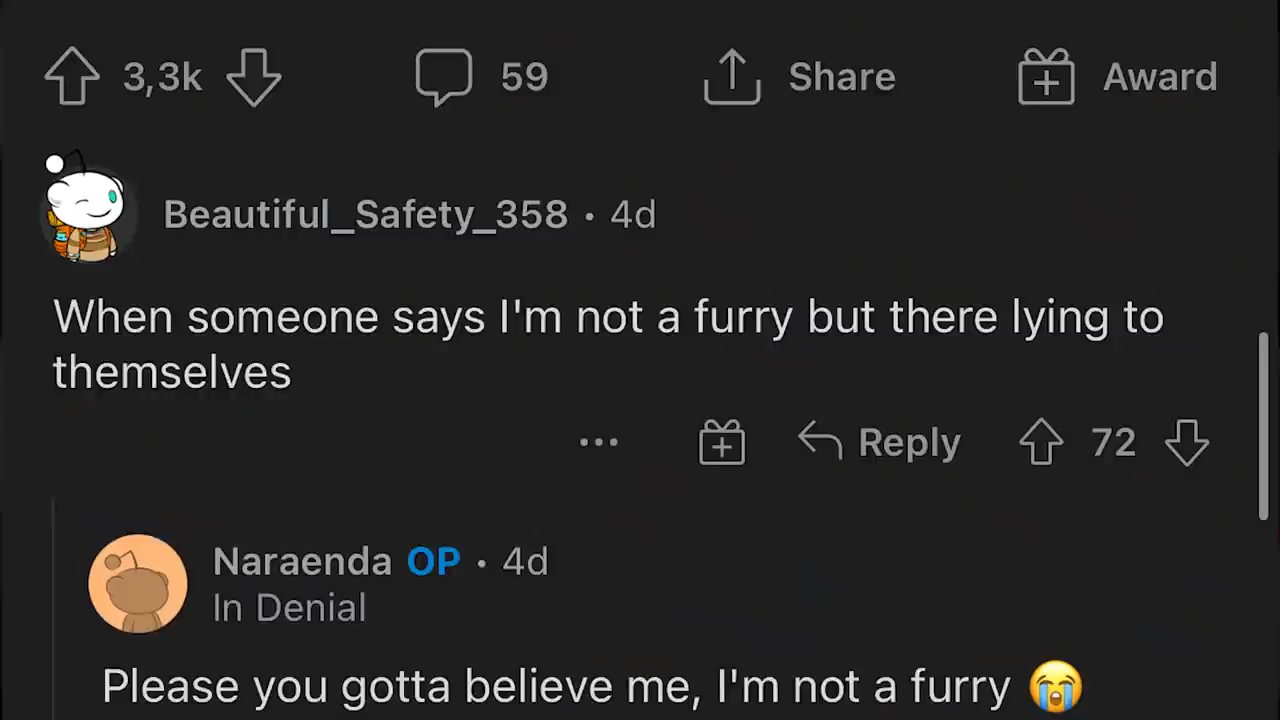 3,3k 59 Share Award
Beautiful_Safety_358 • 4d
When someone says I'm not a furry but there lying to
themselves
... Reply 72
Naraenda OP • 4d
In Denial
Please you gotta believe me, I'm not a furry 😭